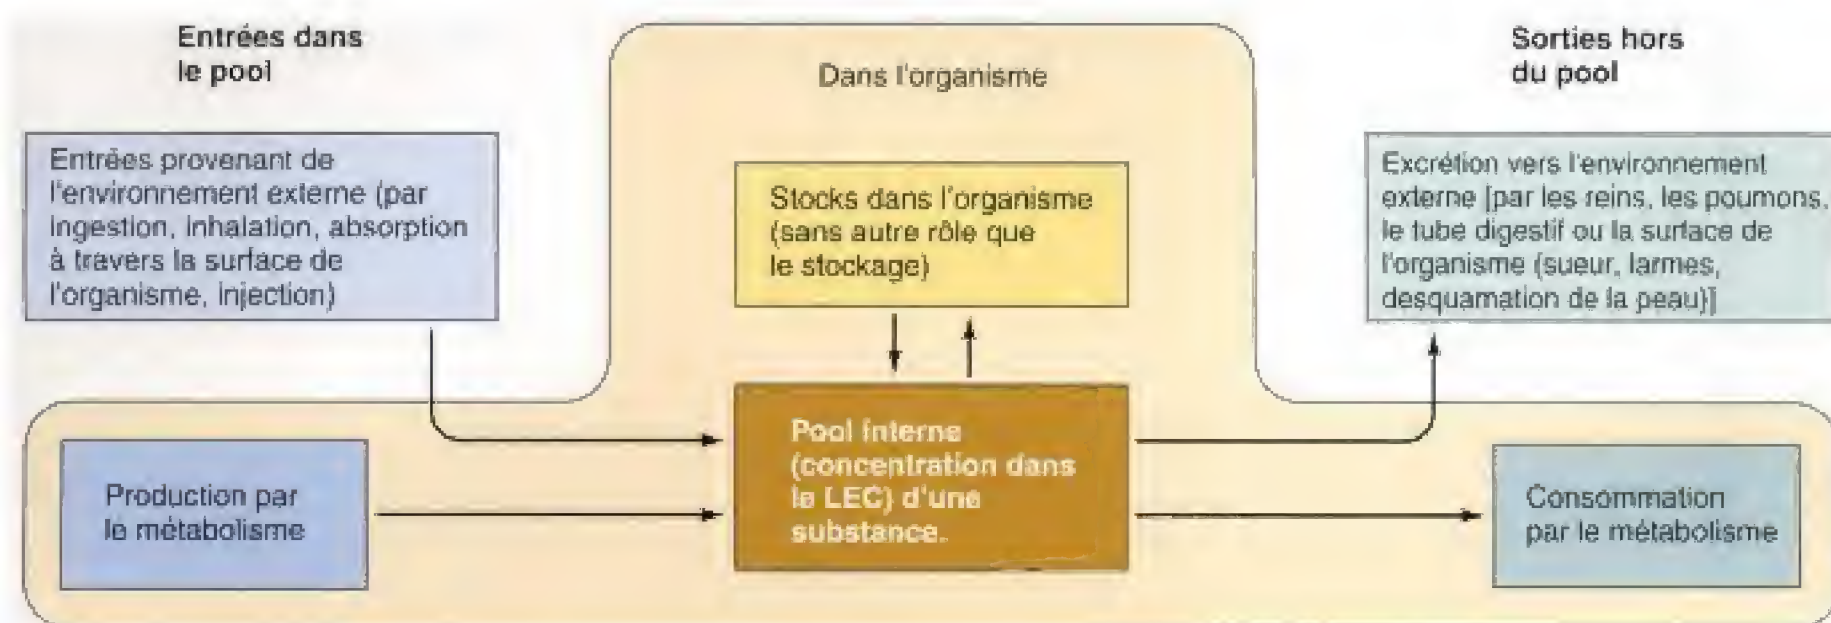 Entrées dans
le pool
Entrées provenant de
l'environnement externe (par
ingestion, inhalation, absorption
à travers la surface de
l'organisme, injection)
Production par
le métabolisme
Dans l'organisme
Stocks dans l'organisme
(sans autre rôle que
le stockage)
Pool interne
(concentration dans
le LEC) d'une
substance.
Sorties hors
du pool
Excrétion vers l'environnement
externe [par les reins, les poumons,
le tube digestif ou la surface de
l'organisme (sueur, larmes,
desquamation de la peau)]
Consommation
par le métabolisme